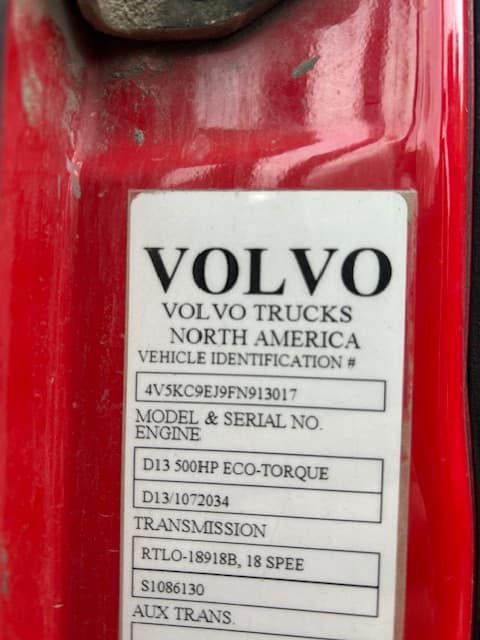 VOLVO
VOLVO TRUCKS
NORTH AMERICA
VEHICLE IDENTIFICATION #
4V5KC9EJ9FN913017
MODEL & SERIAL NO.
ENGINE
D13 500HP ECO-TORQUE
D13/1072034
TRANSMISSION
RTLO-18918B, 18 SPEE
S1086130
AUX TRANS.